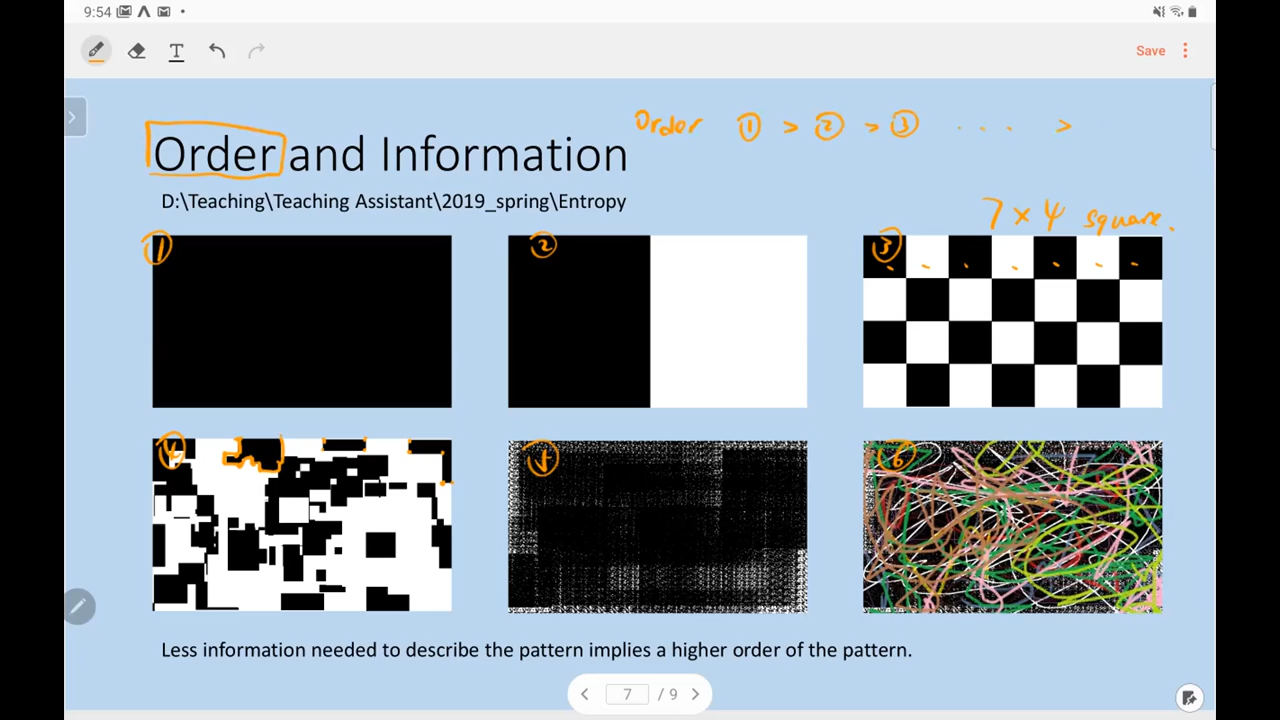 9:54
Save
Order ① > ② > ③ . . . >
Order and Information
D:\Teaching\Teaching Assistant\2019_spring\Entropy
7 × 4 square.
① ② ③
④ ⑤ ⑥
Less information needed to describe the pattern implies a higher order of the pattern.
7 / 9